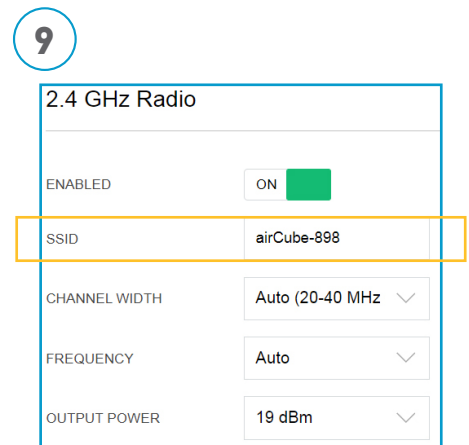 9
2.4 GHz Radio
ENABLED ON
SSID airCube-898
CHANNEL WIDTH Auto (20-40 MHz
FREQUENCY Auto
OUTPUT POWER 19 dBm